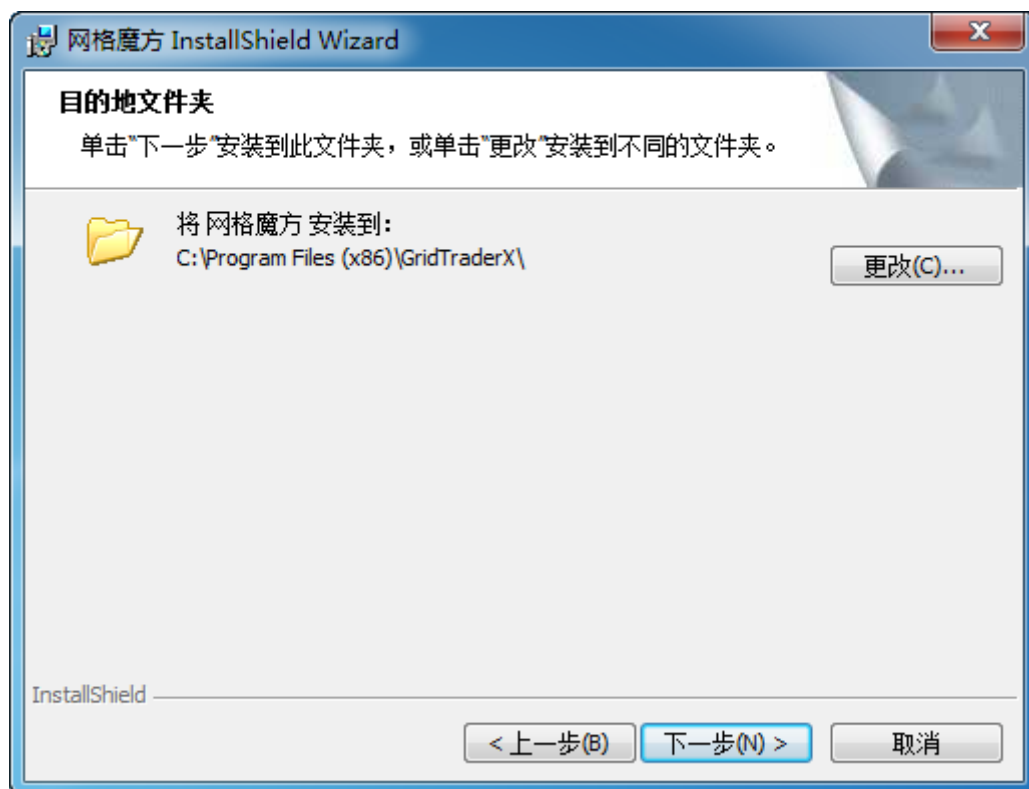 网格魔方 InstallShield Wizard
目的地文件夹
单击"下一步"安装到此文件夹，或单击"更改"安装到不同的文件夹。
将 网格魔方 安装到：
C:\Program Files (x86)\GridTraderX\
更改(C)...
InstallShield
< 上一步(B)
下一步(N) >
取消